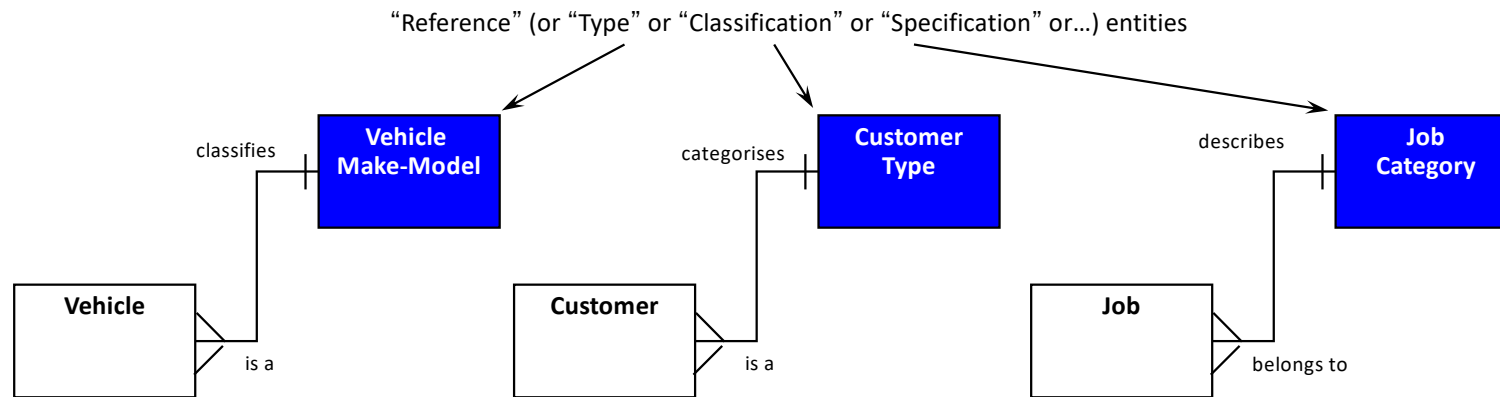 “Reference” (or “Type” or “Classification” or “Specification” or…) entities
classifies
Vehicle
Make-Model
categorises
Customer
Type
describes
Job
Category
Vehicle
is a
Customer
is a
Job
belongs to